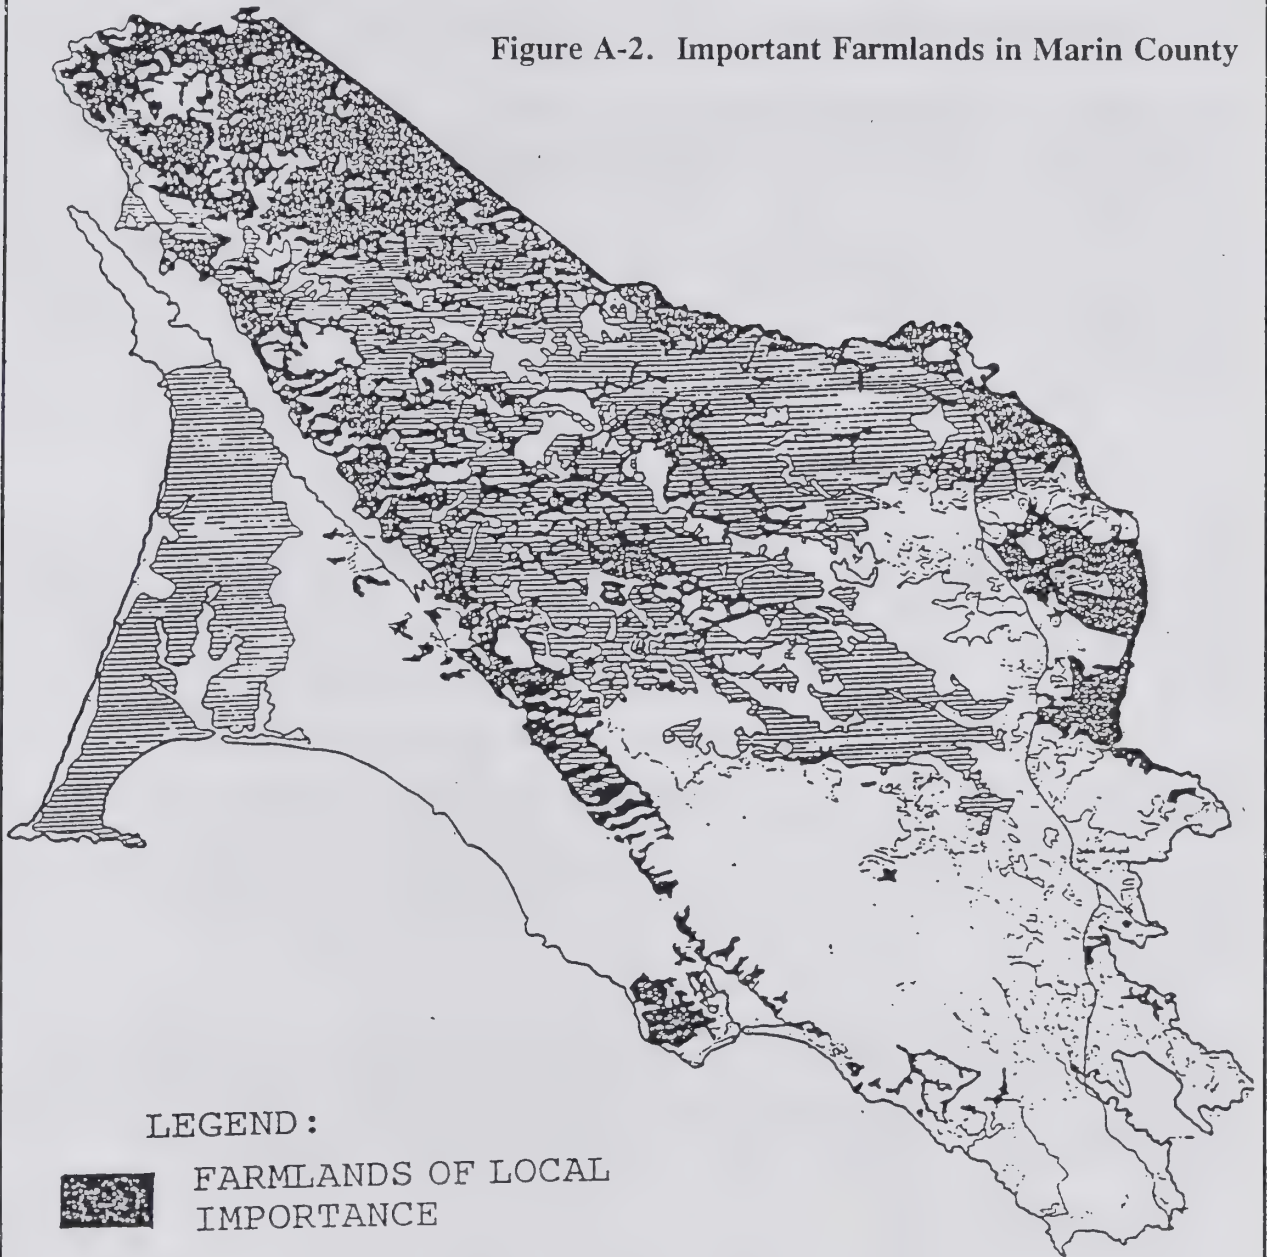 Figure A-2. Important Farmlands in Marin County
LEGEND:
FARMLANDS OF LOCAL
IMPORTANCE